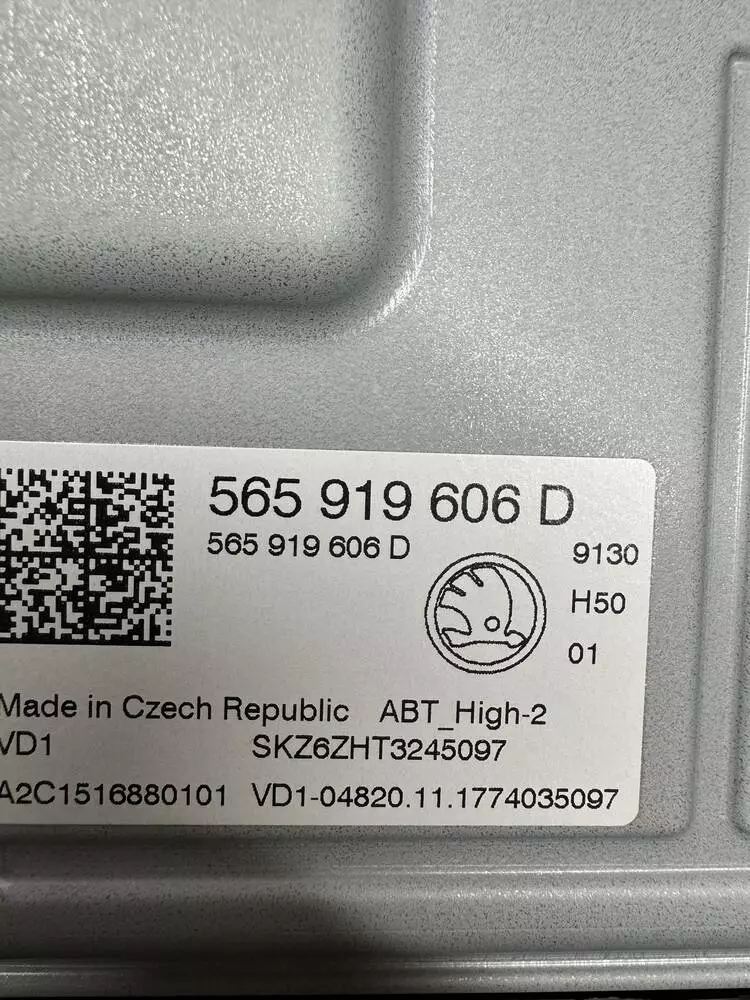 565 919 606 D
565 919 606 D
9130
H50
01
Made in Czech Republic ABT_High-2
VD1 SKZ6ZHT3245097
A2C1516880101 VD1-04820.11.1774035097